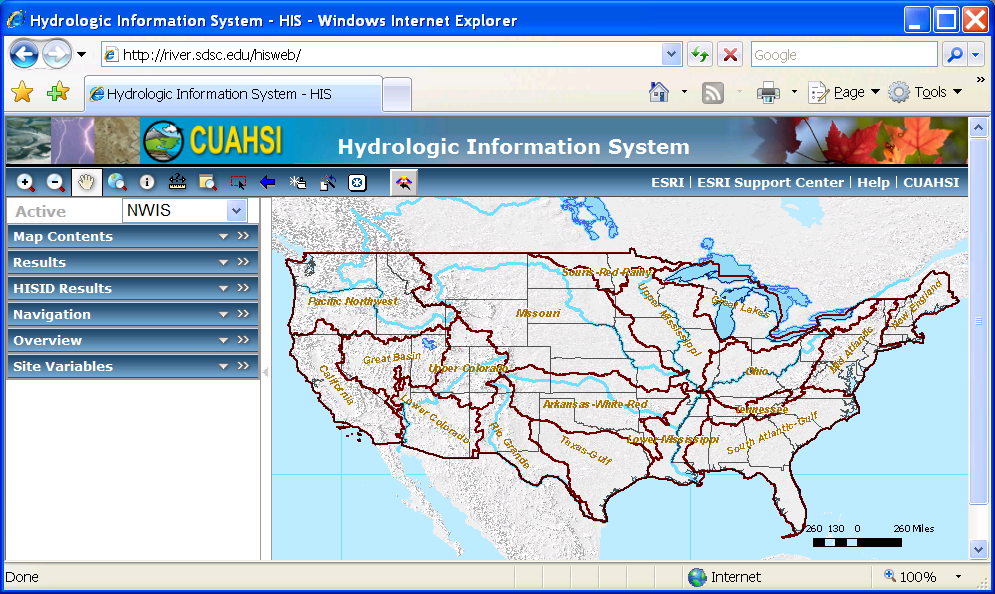 Hydrologic Information System - HIS - Windows Internet Explorer
http://river.sdsc.edu/hisweb/
Google
Hydrologic Information System - HIS
Page
Tools
CUAHSI
Hydrologic Information System
ESRI | ESRI Support Center | Help | CUAHSI
Active
NWIS
Map Contents
Results
HISID Results
Navigation
Overview
Site Variables
Souris-Red-Rainy
Pacific Northwest
Missouri
Upper Mississippi
Great Lakes
New England
Great Basin
Upper Colorado
Ohio
Mid Atlantic
California
Lower Colorado
Arkansas-White-Red
Tennessee
Rio Grande
Texas-Gulf
Lower-Mississippi
South Atlantic-Gulf
260 130 0 260 Miles
Done
Internet
100%